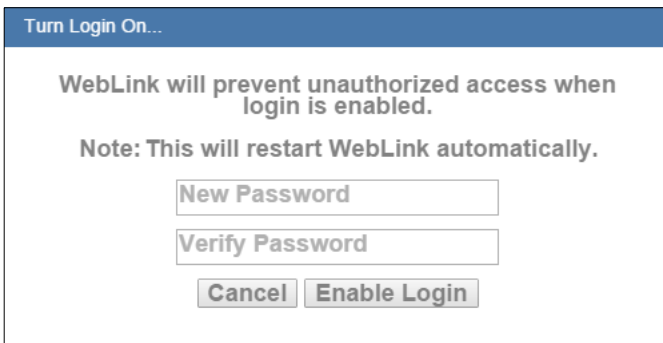 Turn Login On...
WebLink will prevent unauthorized access when
login is enabled.
Note: This will restart WebLink automatically.
New Password
Verify Password
Cancel Enable Login